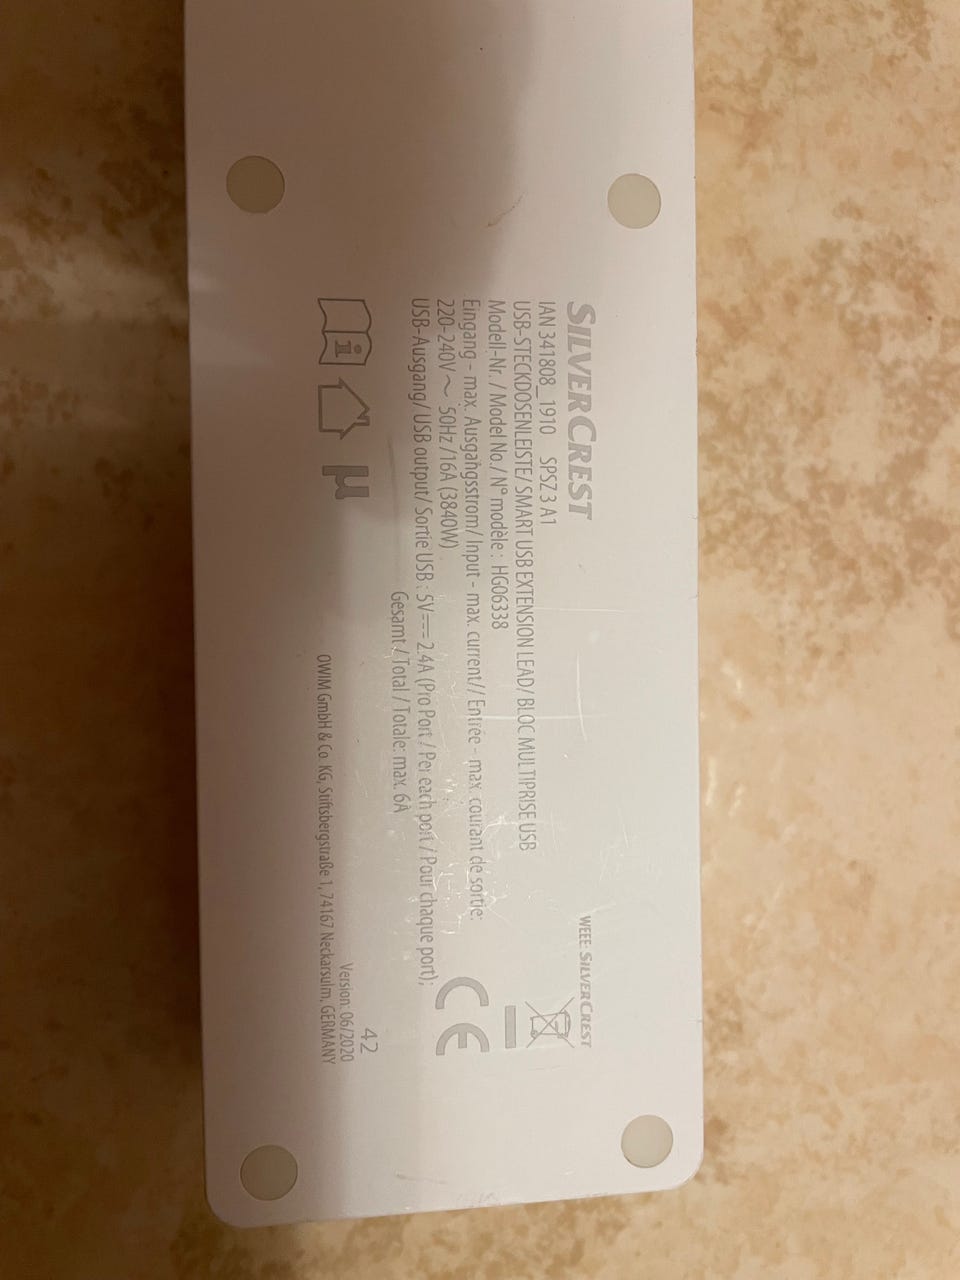 SILVERCREST
IAN 341808_1910 SPSZ 3 A1
USB-STECKDOSENLEISTE/ SMART USB EXTENSION LEAD/ BLOC MULTIPRISE USB
Modell-Nr. / Model No./ N° modèle : HG06338
Eingang - max. Ausgangsstrom/ Input - max. current// Entrée - max. courant de sortie:
220-240V～ 50Hz /16A (3840W)
USB-Ausgang/ USB output/ Sortie USB : 5V⎓ 2.4A (Pro Port / Per each port / Pour chaque port);
Gesamt / Total / Totale: max. 6A
WEEE: SILVERCREST
CE
i
µ
42
Version: 06/2020
OWIM GmbH & Co. KG, Stiftsbergstraße 1, 74167 Neckarsulm, GERMANY